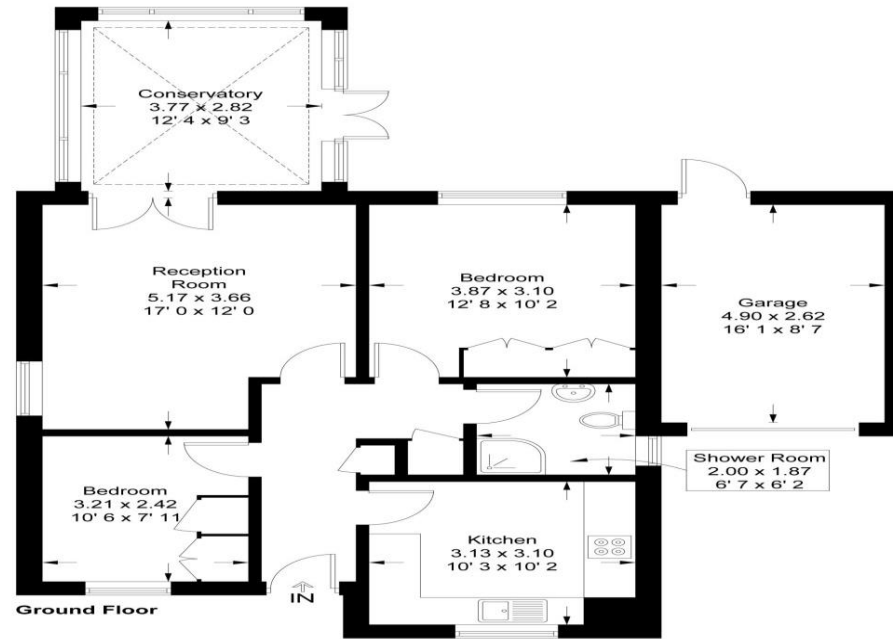 Conservatory
3.77 x 2.82
12' 4 x 9' 3
Reception
Room
5.17 x 3.66
17' 0 x 12' 0
Bedroom
3.87 x 3.10
12' 8 x 10' 2
Garage
4.90 x 2.62
16' 1 x 8' 7
Shower Room
2.00 x 1.87
6' 7 x 6' 2
Bedroom
3.21 x 2.42
10' 6 x 7' 11
Kitchen
3.13 x 3.10
10' 3 x 10' 2
IN
Ground Floor